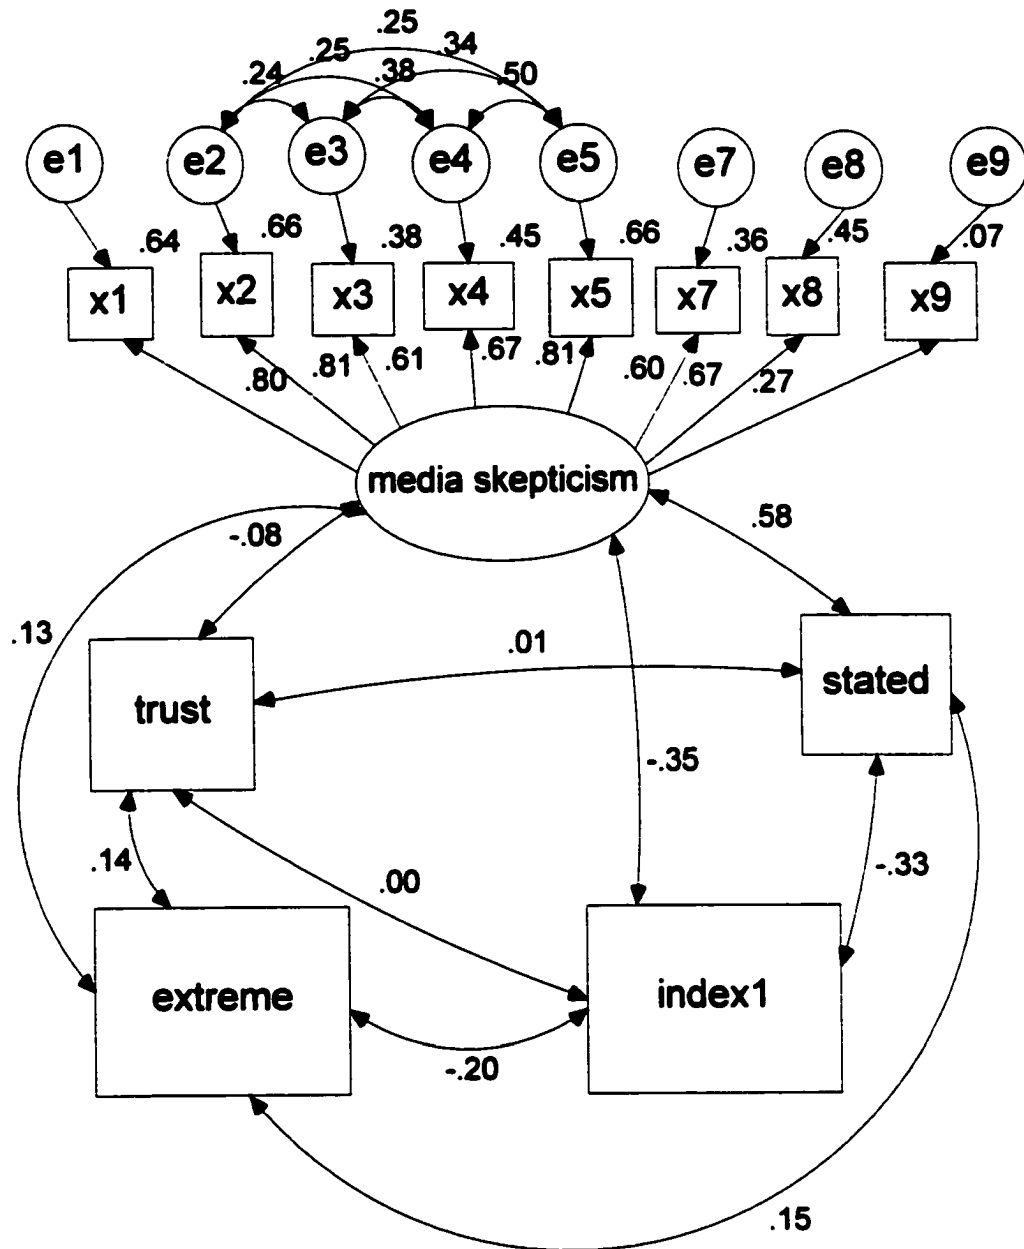 .25
.25 .34
.24 .38 .50
e1 e2 e3 e4 e5 e7 e8 e9
.64 .66 .38 .45 .66 .36 .45 .07
x1 x2 x3 x4 x5 x7 x8 x9
.80 .81 .61 .67 .81 .60 .67 .27
media skepticism
-.08 .58
.13 .01
trust stated
-.35
.14 .00 -.33
extreme index1
-.20
.15